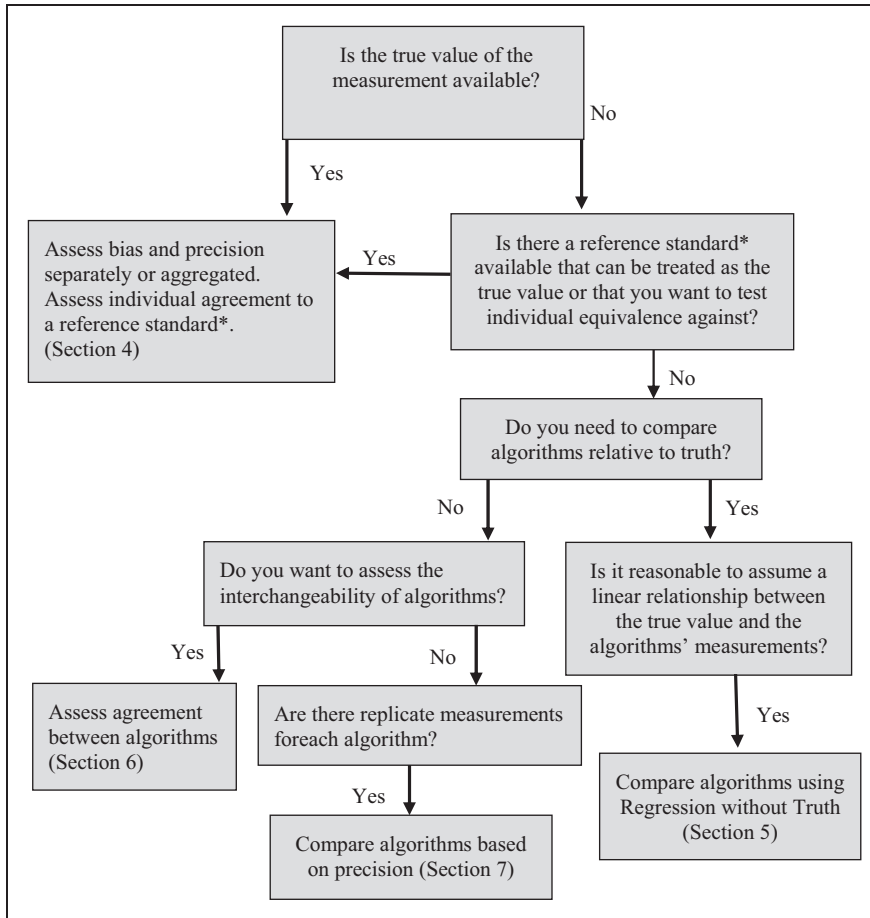 Is the true value of the
measurement available?
No
Yes
Assess bias and precision
separately or aggregated.
Assess individual agreement to
a reference standard*.
(Section 4)
Yes
Is there a reference standard*
available that can be treated as the
true value or that you want to test
individual equivalence against?
No
Do you need to compare
algorithms relative to truth?
No
Yes
Do you want to assess the
interchangeability of algorithms?
Is it reasonable to assume a
linear relationship between
the true value and the
algorithms' measurements?
Yes
No
Assess agreement
between algorithms
(Section 6)
Are there replicate measurements
foreach algorithm?
Yes
Yes
Compare algorithms using
Regression without Truth
(Section 5)
Compare algorithms based
on precision (Section 7)